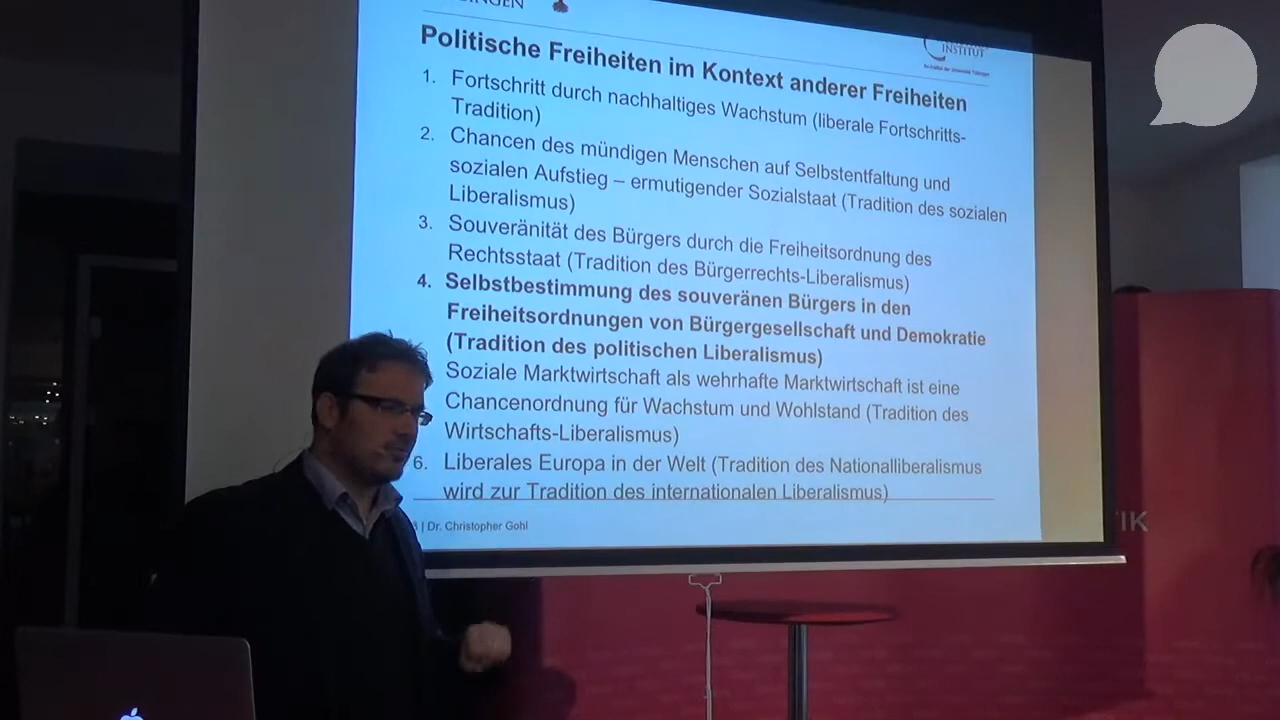 Politische Freiheiten im Kontext anderer Freiheiten
1. Fortschritt durch nachhaltiges Wachstum (liberale Fortschritts-
Tradition)
2. Chancen des mündigen Menschen auf Selbstentfaltung und
sozialen Aufstieg – ermutigender Sozialstaat (Tradition des sozialen
Liberalismus)
3. Souveränität des Bürgers durch die Freiheitsordnung des
Rechtsstaat (Tradition des Bürgerrechts-Liberalismus)
4. Selbstbestimmung des souveränen Bürgers in den
Freiheitsordnungen von Bürgergesellschaft und Demokratie
(Tradition des politischen Liberalismus)
Soziale Marktwirtschaft als wehrhafte Marktwirtschaft ist eine
Chancenordnung für Wachstum und Wohlstand (Tradition des
Wirtschafts-Liberalismus)
6. Liberales Europa in der Welt (Tradition des Nationalliberalismus
wird zur Tradition des internationalen Liberalismus)
| Dr. Christopher Gohl
INSTITUT
IK